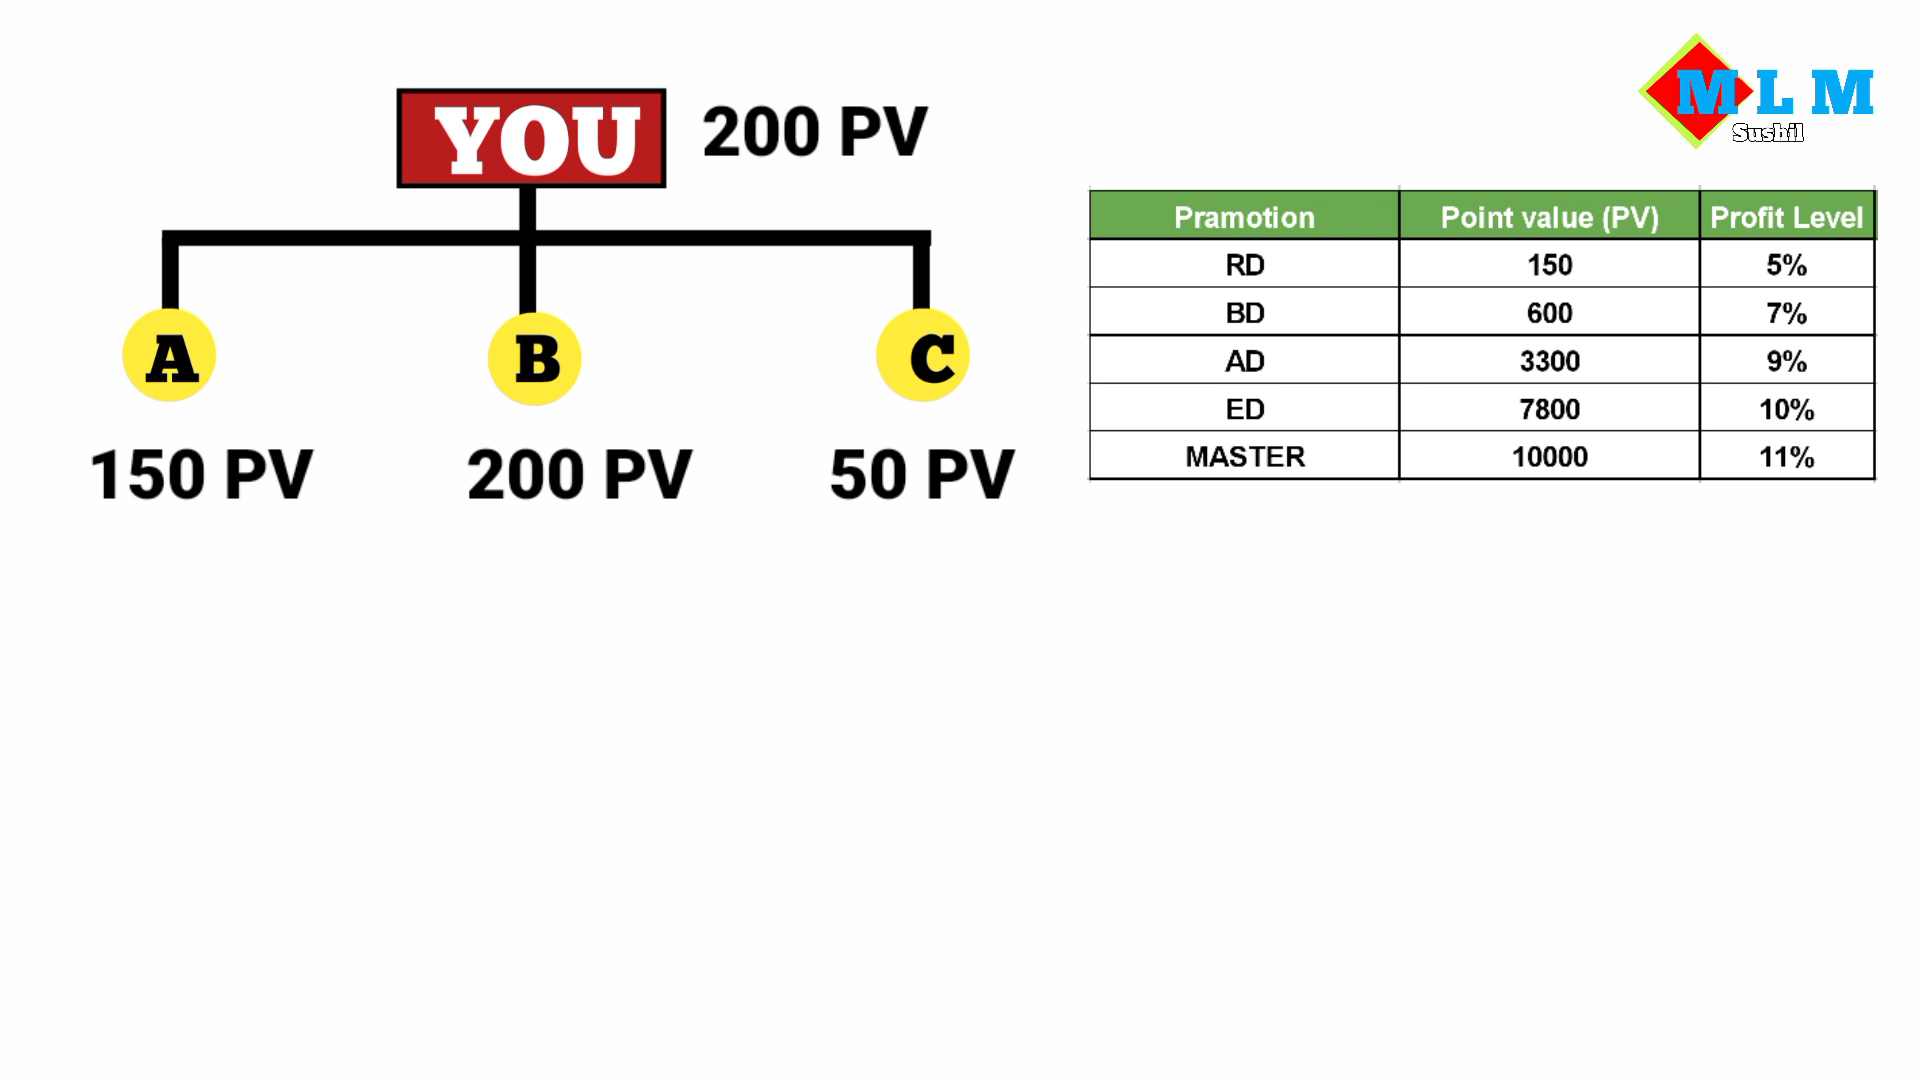 YOU 200 PV
A B C
150 PV 200 PV 50 PV
M L M
Sushil
Pramotion Point value (PV) Profit Level
RD 150 5%
BD 600 7%
AD 3300 9%
ED 7800 10%
MASTER 10000 11%